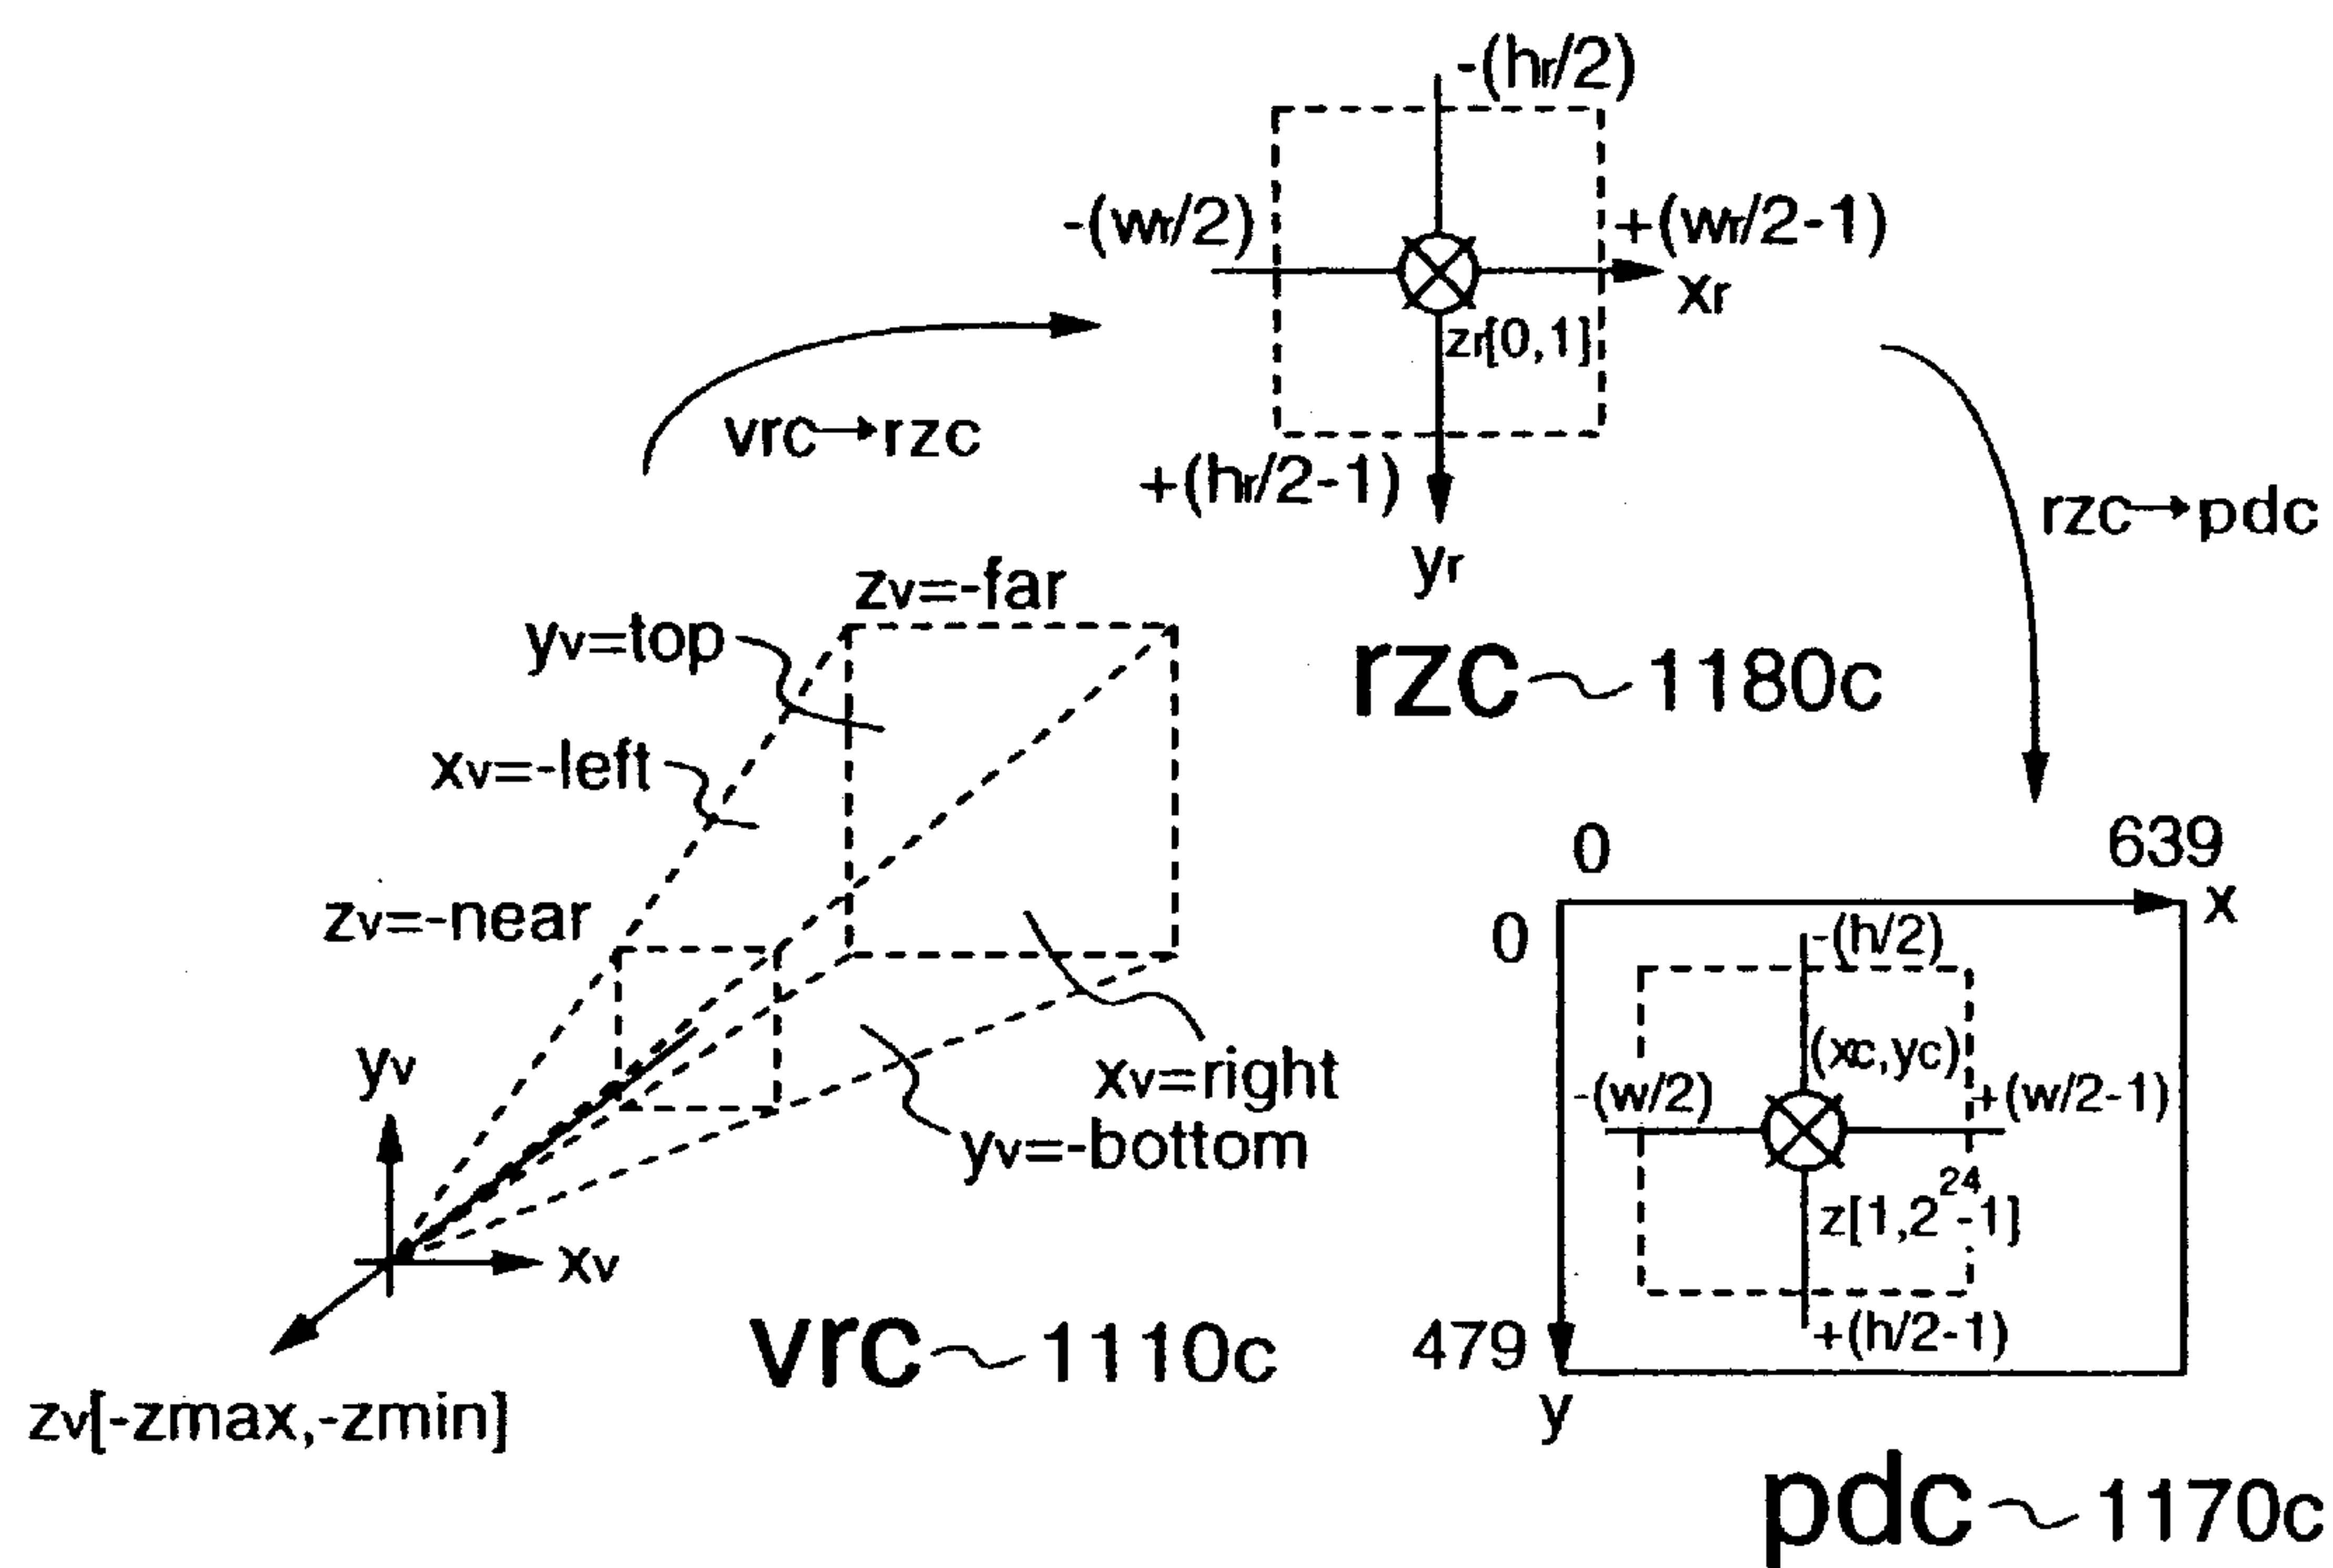 -(hr/2)
-(wr/2)
+(wr/2-1)
xr
zr[0,1]
+(hr/2-1)
yr
vrc→rzc
rzc→pdc
rzc 1180c
zv=-far
yv=top
xv=-left
zv=-near
xv=right
yv=-bottom
yv
xv
zv[-zmax,-zmin]
vrc 1110c
0
639
x
0
-(h/2)
(xc,yc)
-(w/2)
+(w/2-1)
z[1,2²⁴-1]
+(h/2-1)
479
y
pdc 1170c